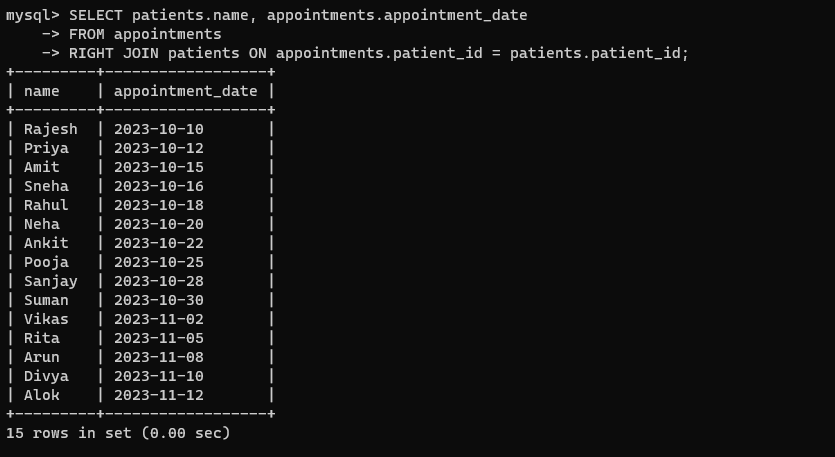 mysql> SELECT patients.name, appointments.appointment_date
    -> FROM appointments
    -> RIGHT JOIN patients ON appointments.patient_id = patients.patient_id;
+---------+------------------+
| name    | appointment_date |
+---------+------------------+
| Rajesh  | 2023-10-10       |
| Priya   | 2023-10-12       |
| Amit    | 2023-10-15       |
| Sneha   | 2023-10-16       |
| Rahul   | 2023-10-18       |
| Neha    | 2023-10-20       |
| Ankit   | 2023-10-22       |
| Pooja   | 2023-10-25       |
| Sanjay  | 2023-10-28       |
| Suman   | 2023-10-30       |
| Vikas   | 2023-11-02       |
| Rita    | 2023-11-05       |
| Arun    | 2023-11-08       |
| Divya   | 2023-11-10       |
| Alok    | 2023-11-12       |
+---------+------------------+
15 rows in set (0.00 sec)